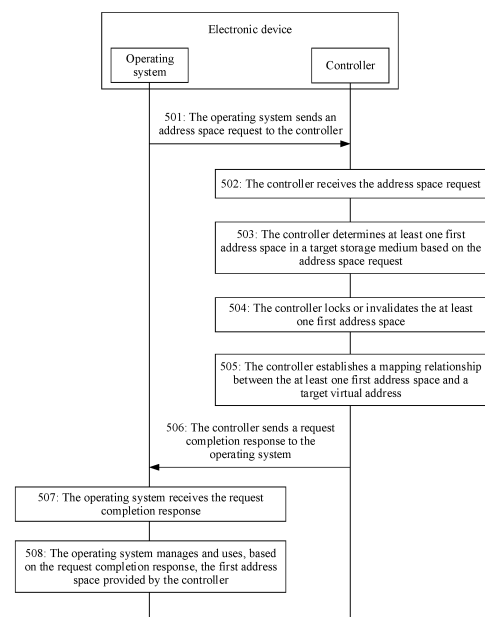 Electronic device
Operating
system
Controller
501: The operating system sends an
address space request to the controller
502: The controller receives the address space request
503: The controller determines at least one first
address space in a target storage medium based on the
address space request
504: The controller locks or invalidates the at least
one first address space
505: The controller establishes a mapping relationship
between the at least one first address space and a
target virtual address
506: The controller sends a request
completion response to the
operating system
507: The operating system receives the request
completion response
508: The operating system manages and uses, based
on the request completion response, the first address
space provided by the controller